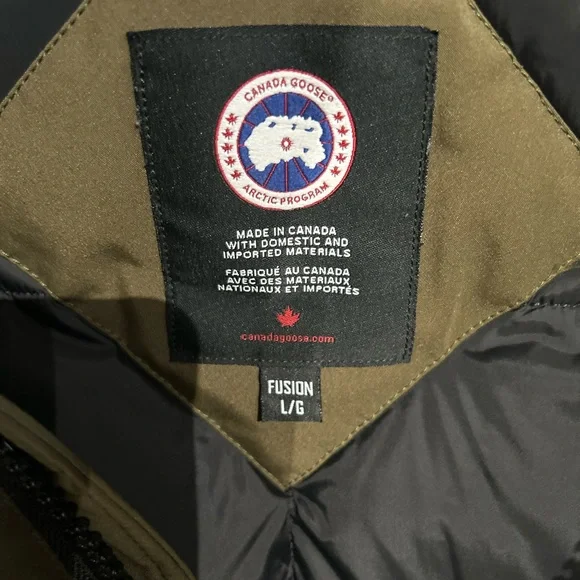 CANADA GOOSE®
ARCTIC PROGRAM
MADE IN CANADA
WITH DOMESTIC AND
IMPORTED MATERIALS
FABRIQUÉ AU CANADA
AVEC DES MATERIAUX
NATIONAUX ET IMPORTÉS
canadagoose.com
FUSION
L/G